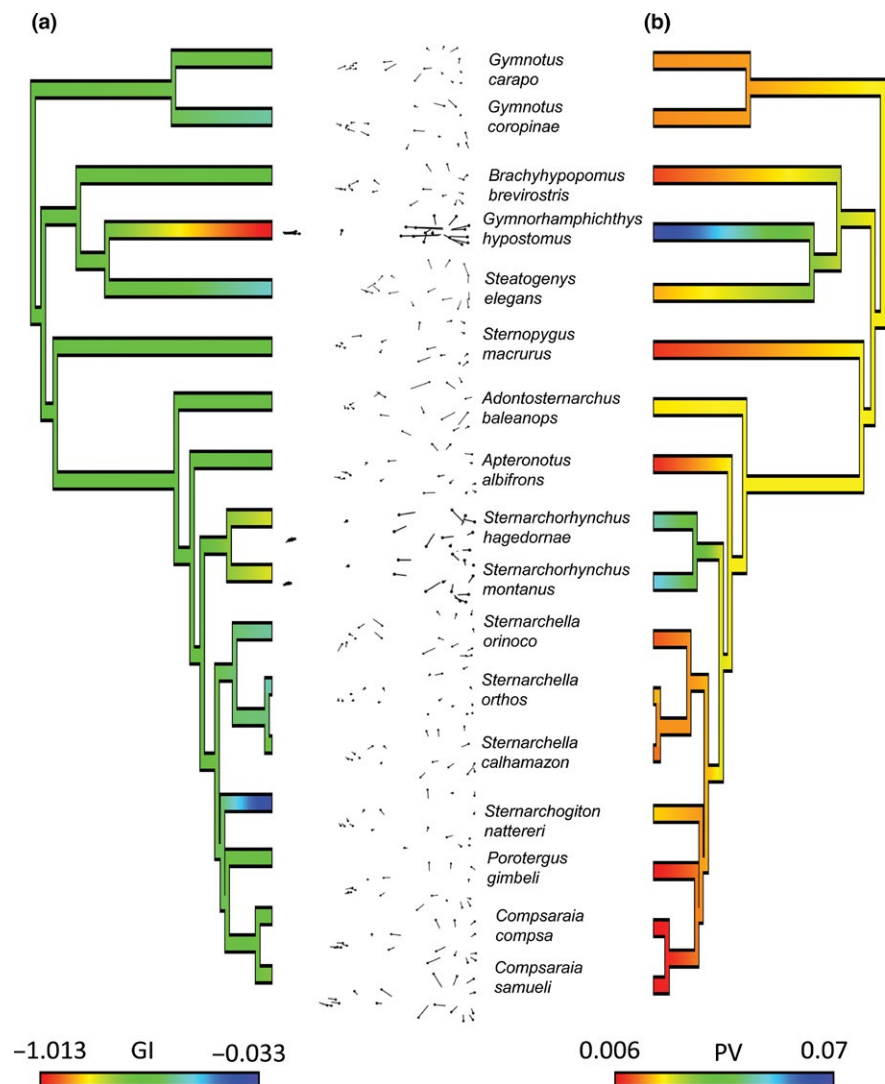 (a)
(b)
Gymnotus
carapo
Gymnotus
coropinae
Brachyhypopomus
brevirostris
Gymnorhamphichthys
hypostomus
Steatogenys
elegans
Sternopygus
macrurus
Adontosternarchus
baleanops
Apteronotus
albifrons
Sternarchorhynchus
hagedornae
Sternarchorhynchus
montanus
Sternarchella
orinoco
Sternarchella
orthos
Sternarchella
calhamazon
Sternarchogiton
nattereri
Porotergus
gimbeli
Compsaraia
compsa
Compsaraia
samueli
−1.013 GI −0.033
0.006 PV 0.07